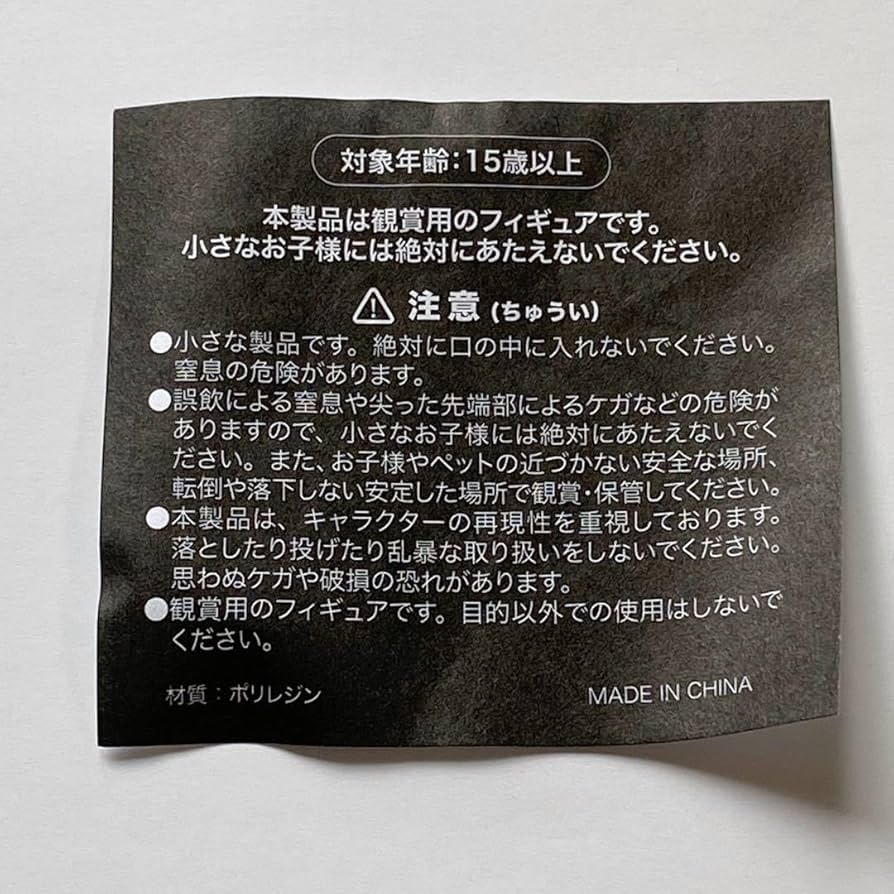 対象年齢：15歳以上
本製品は観賞用のフィギュアです。
小さなお子様には絶対にあたえないでください。
注意 (ちゅうい)
●小さな製品です。絶対に口の中に入れないでください。
窒息の危険があります。
●誤飲による窒息や尖った先端部によるケガなどの危険が
ありますので、小さなお子様には絶対にあたえないでく
ださい。また、お子様やペットの近づかない安全な場所、
転倒や落下しない安定した場所で観賞・保管してください。
●本製品は、キャラクターの再現性を重視しております。
落としたり投げたり乱暴な取り扱いをしないでください。
思わぬケガや破損の恐れがあります。
●観賞用のフィギュアです。目的以外での使用はしないで
ください。
材質：ポリレジン
MADE IN CHINA